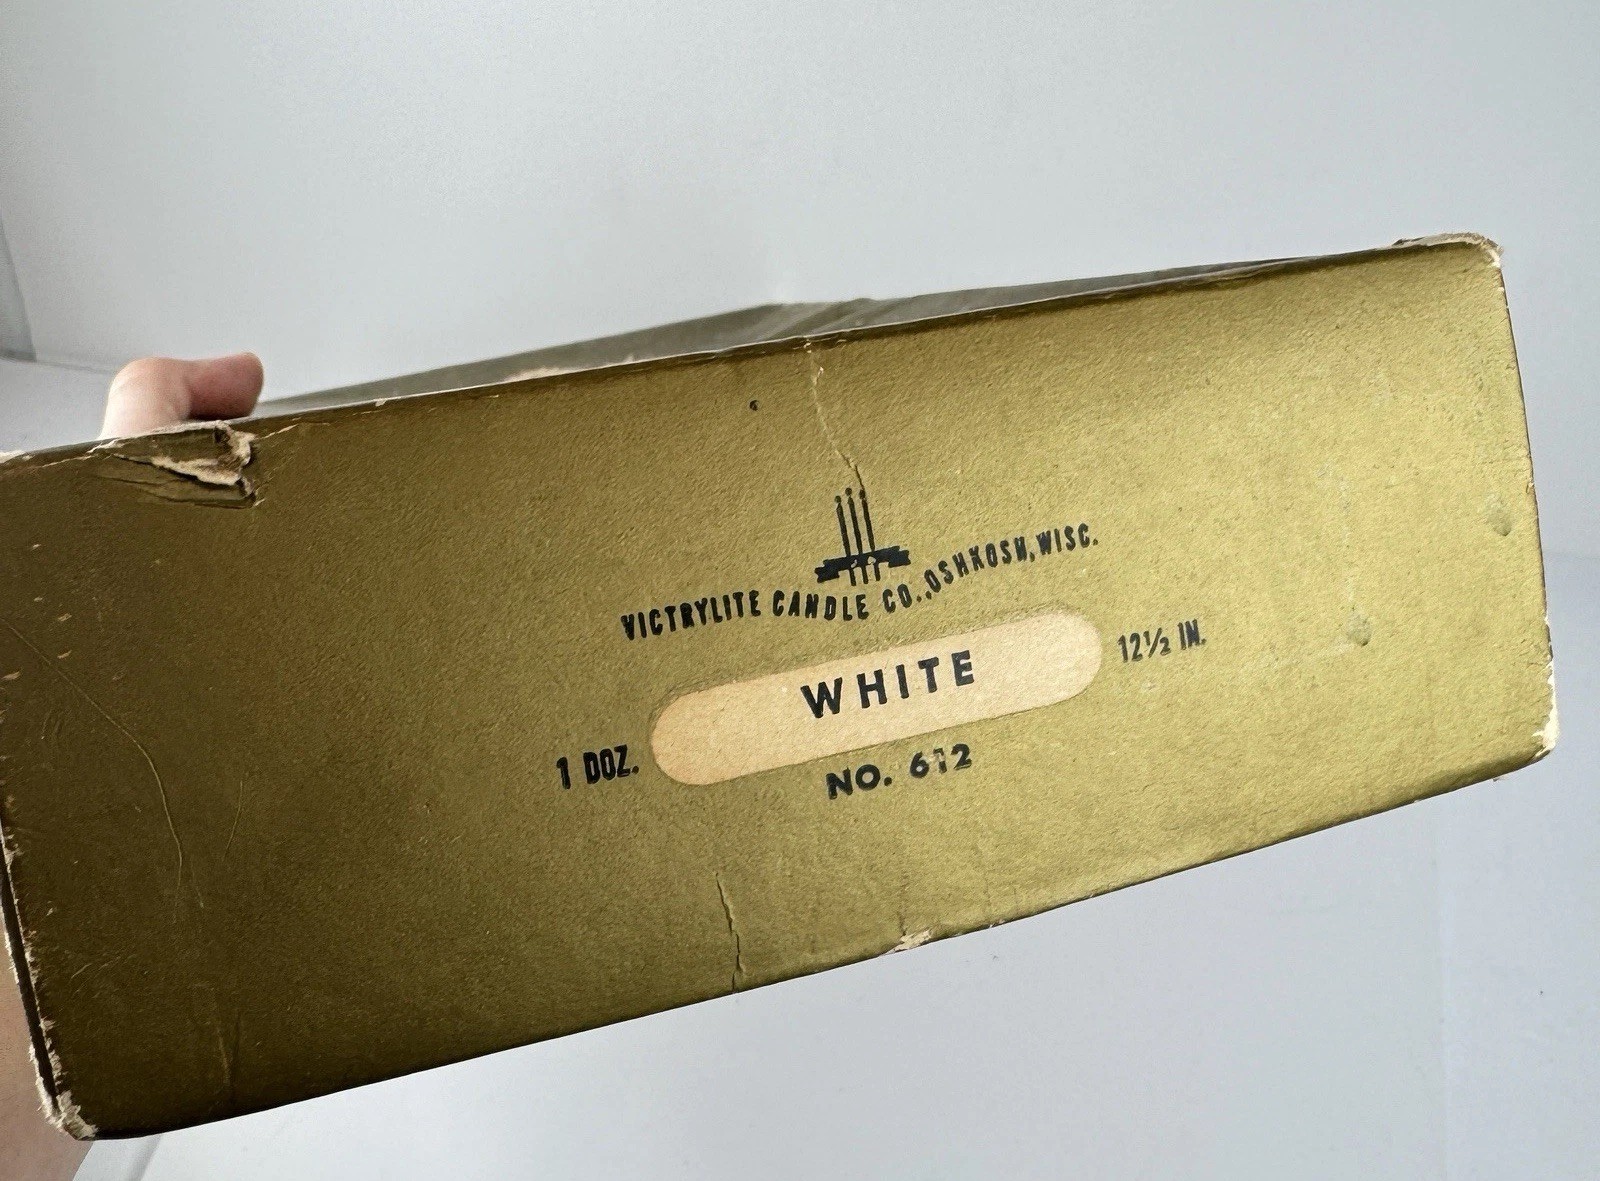 VICTRYLITE CANDLE CO., OSHKOSH, WISC.
WHITE
12½ IN.
1 DOZ.
NO. 612